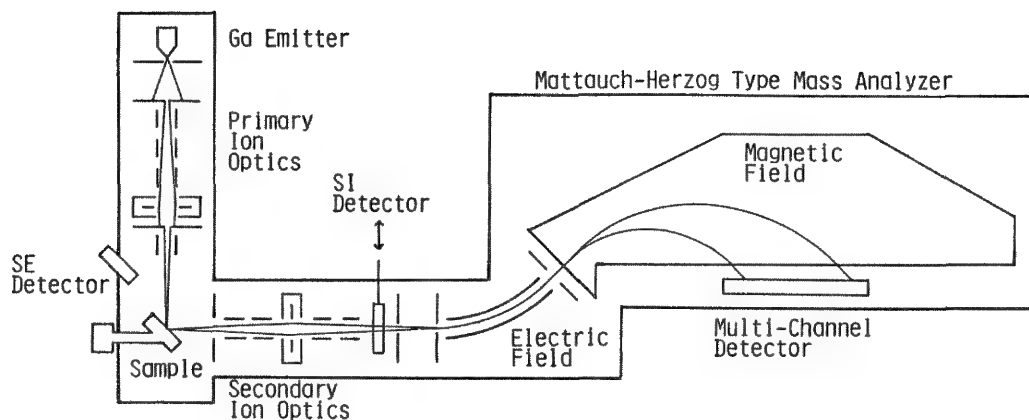 Ga Emitter
Mattauch-Herzog Type Mass Analyzer
Primary
Ion
Optics
Magnetic
Field
SI
Detector
SE
Detector
Electric
Field
Multi-Channel
Detector
Sample
Secondary
Ion Optics